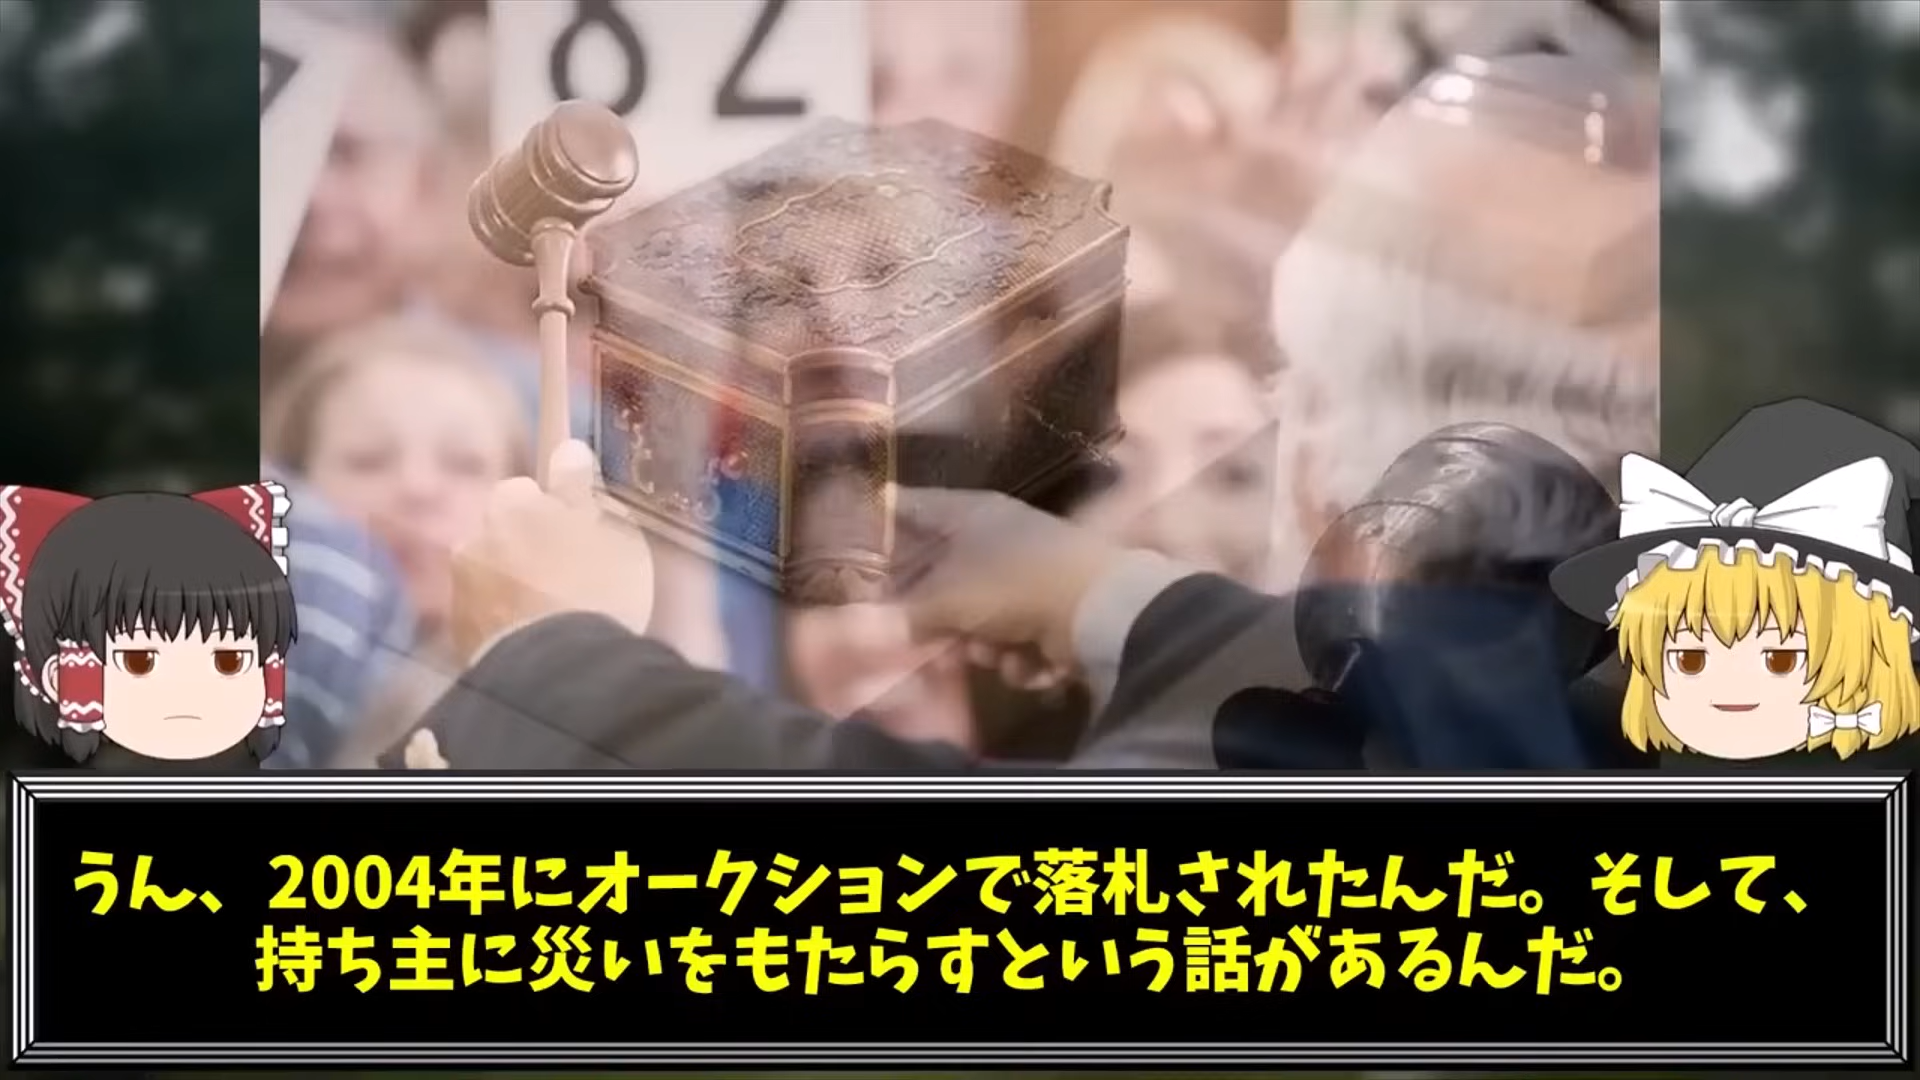 82
うん、2004年にオークションで落札されたんだ。そして、
持ち主に災いをもたらすという話があるんだ。